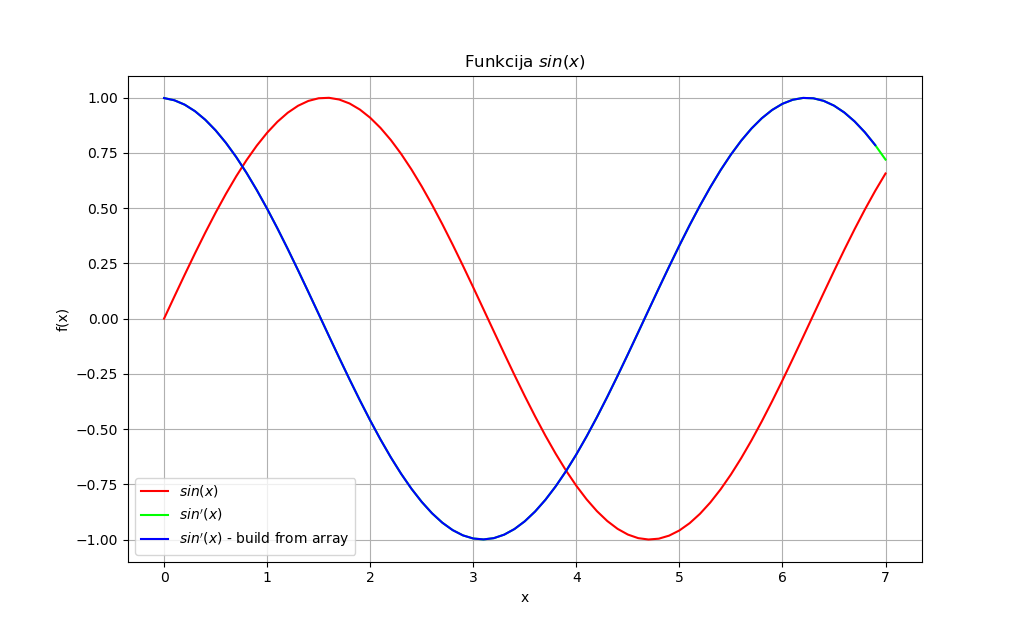 Funkcija sin(x)
1.00
0.75
0.50
0.25
0.00
−0.25
−0.50
−0.75
−1.00
f(x)
sin(x)
sin′(x)
sin′(x) - build from array
0 1 2 3 4 5 6 7
x